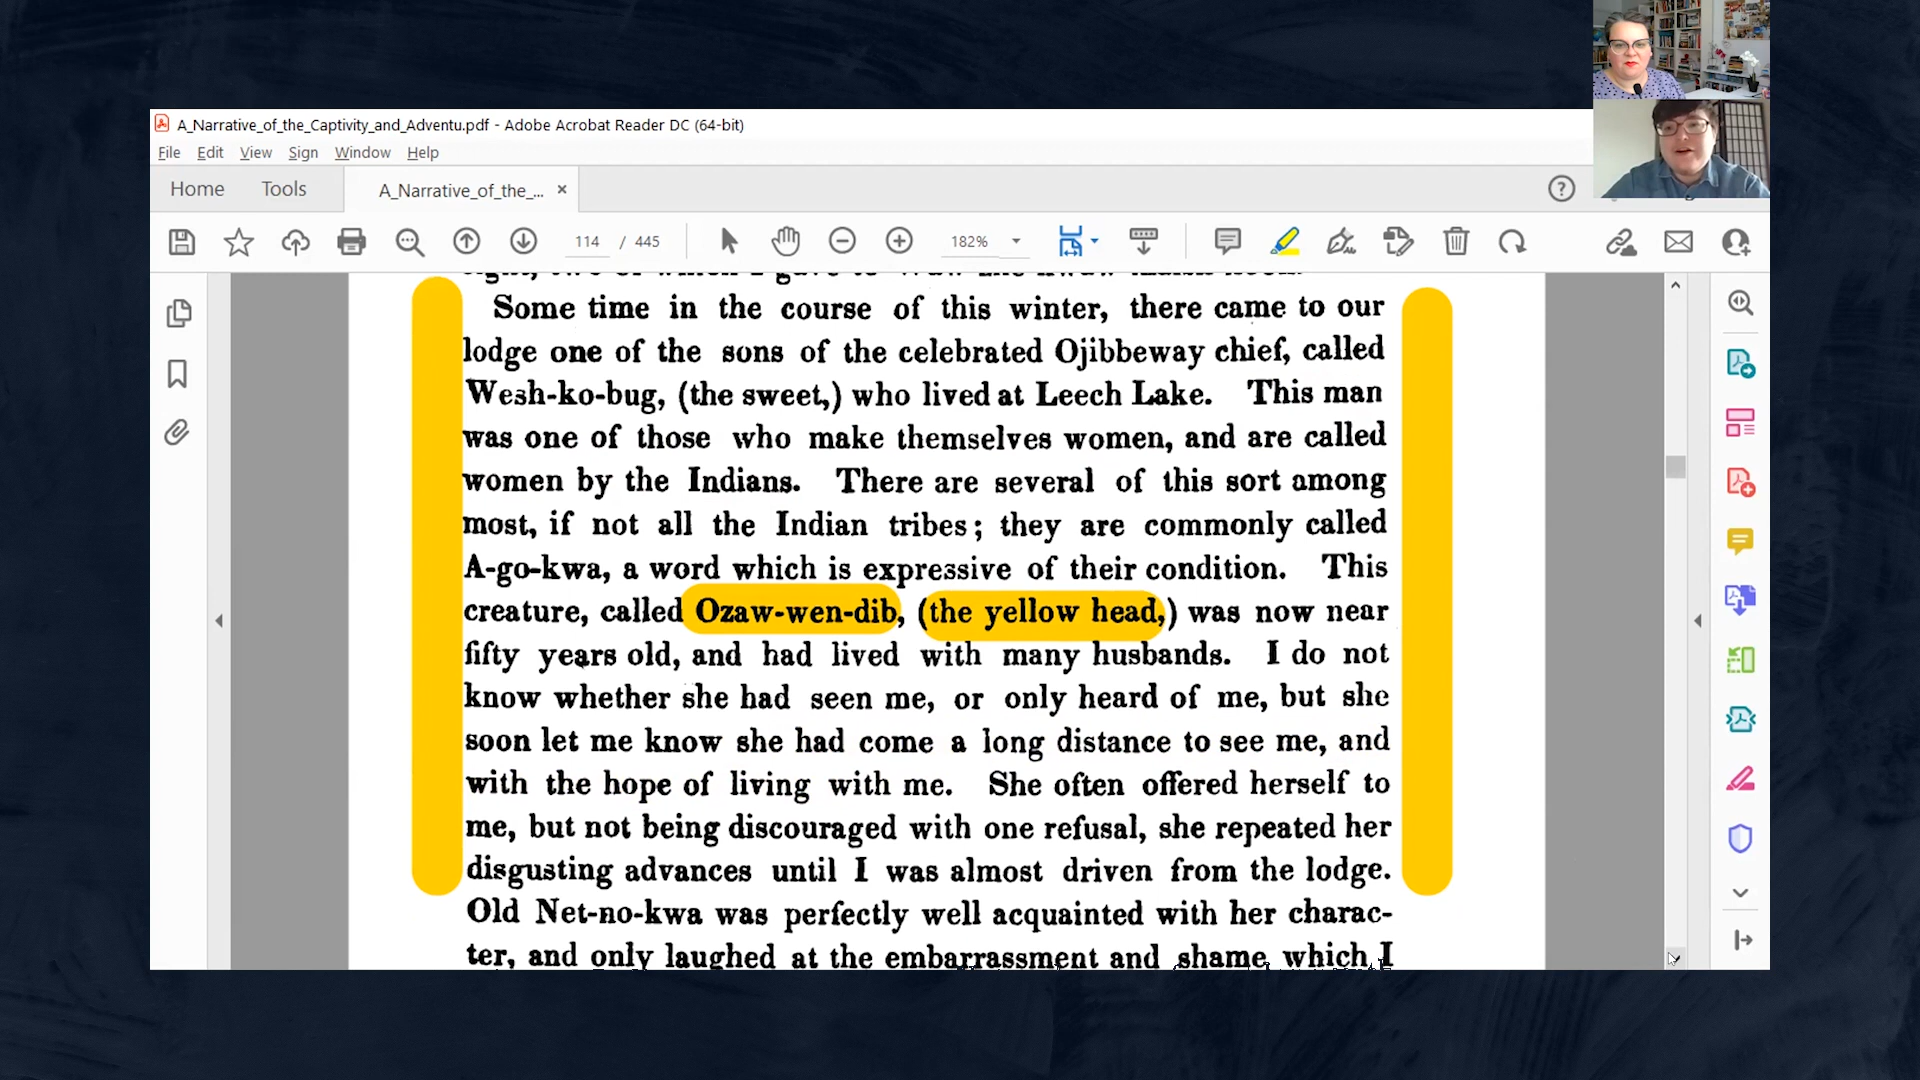 A_Narrative_of_the_Captivity_and_Adventu.pdf - Adobe Acrobat Reader DC (64-bit)
File Edit View Sign Window Help
Home Tools A_Narrative_of_the_... ×
114 / 445 182%
Some time in the course of this winter, there came to our
lodge one of the sons of the celebrated Ojibbeway chief, called
Wesh-ko-bug, (the sweet,) who lived at Leech Lake. This man
was one of those who make themselves women, and are called
women by the Indians. There are several of this sort among
most, if not all the Indian tribes; they are commonly called
A-go-kwa, a word which is expressive of their condition. This
creature, called Ozaw-wen-dib, (the yellow head,) was now near
fifty years old, and had lived with many husbands. I do not
know whether she had seen me, or only heard of me, but she
soon let me know she had come a long distance to see me, and
with the hope of living with me. She often offered herself to
me, but not being discouraged with one refusal, she repeated her
disgusting advances until I was almost driven from the lodge.
Old Net-no-kwa was perfectly well acquainted with her charac-
ter, and only laughed at the embarrassment and shame which I